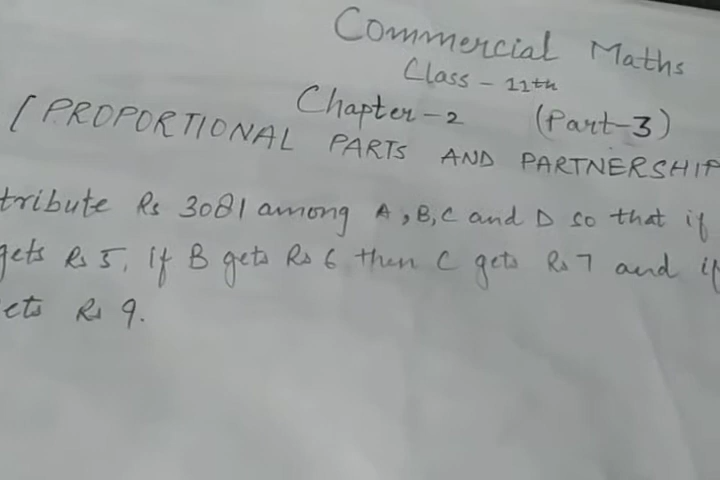 Commercial Maths
Class - 11th
Chapter-2 (Part-3)
[PROPORTIONAL PARTS AND PARTNERSHIP
tribute Rs 3081 among A, B, C and D so that if
gets Rs 5, if B gets Rs 6 then C gets Rs 7 and if
ets Rs 9.